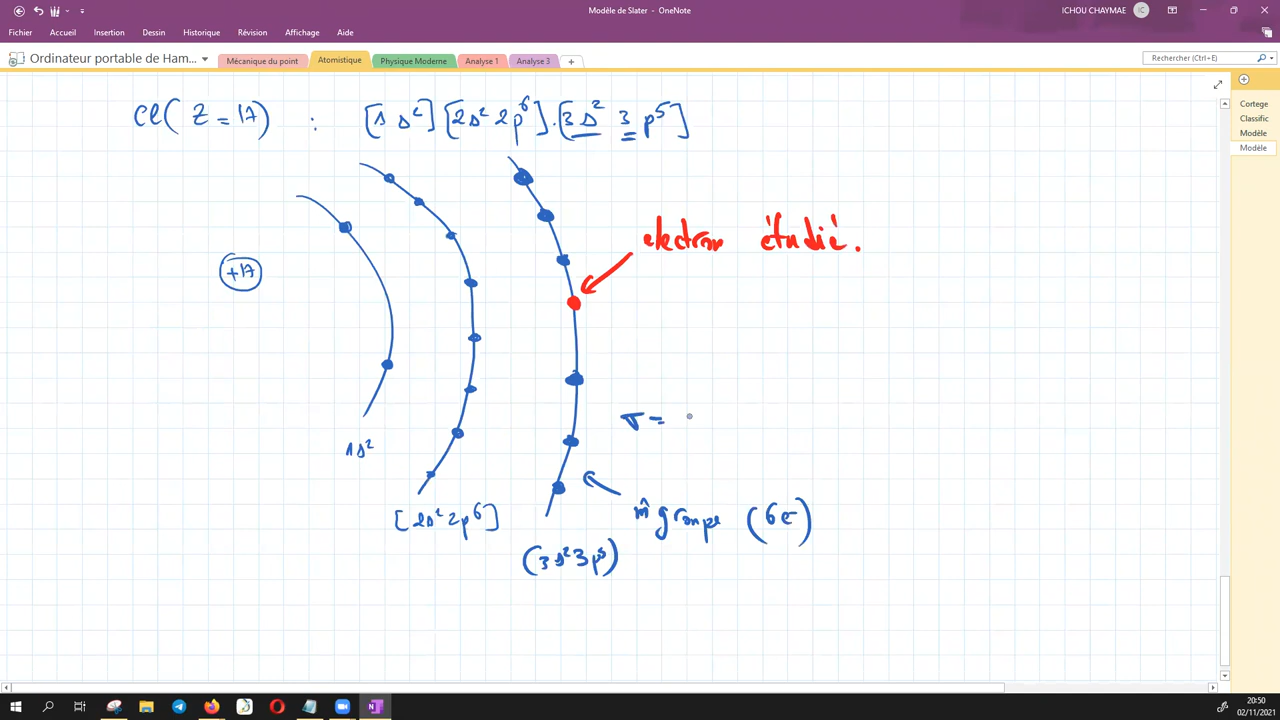 Modèle de Slater - OneNote
ICHOU CHAYMAE
IC
Fichier Accueil Insertion Dessin Historique Révision Affichage Aide
Ordinateur portable de Ham...
Mécanique du point
Atomistique
Physique Moderne
Analyse 1
Analyse 3
Rechercher (Ctrl+E)
Cortege
Classific
Modèle
Modèle
Cl( Z = 17) : [1s²] [2s² 2p⁶] . [3s² 3p⁵]
electron étudié.
+17
σ =
1s²
[2s² 2p⁶]
m̂ groupe (6e⁻)
(3s² 3p⁵)
20:50
02/11/2021